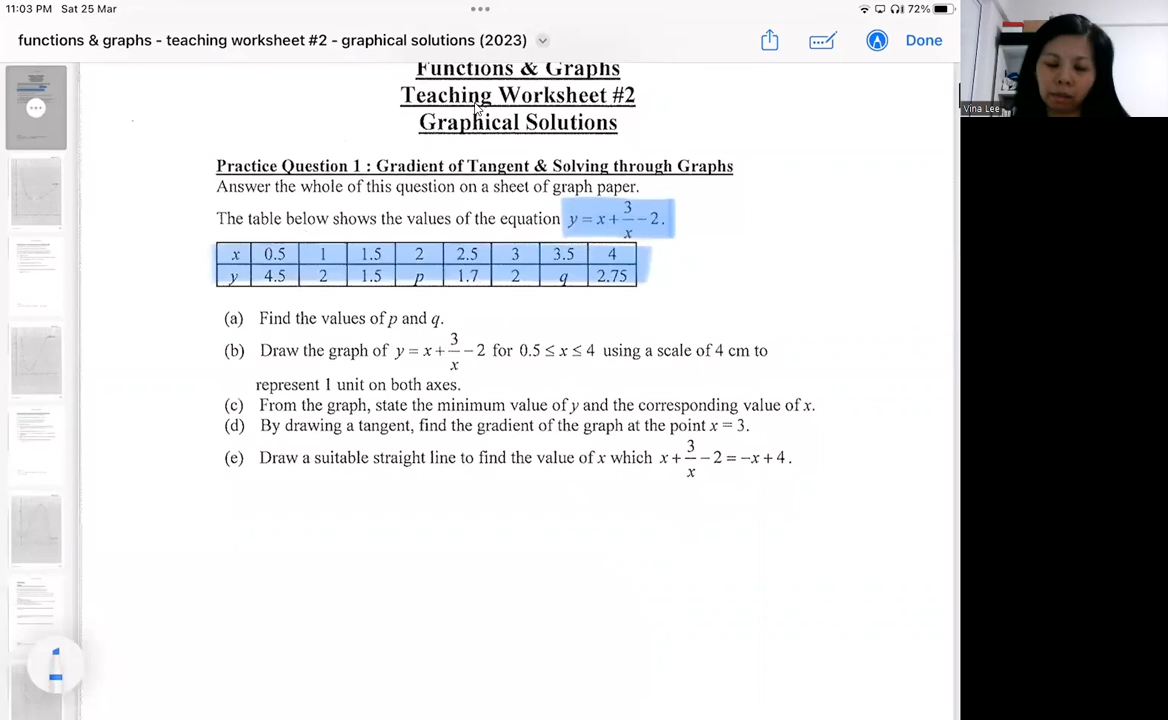 11:03 PM Sat 25 Mar
72%
functions & graphs - teaching worksheet #2 - graphical solutions (2023)
Done
Vina Lee
Functions & Graphs
Teaching Worksheet #2
Graphical Solutions
Practice Question 1 : Gradient of Tangent & Solving through Graphs
Answer the whole of this question on a sheet of graph paper.
The table below shows the values of the equation y = x + 3/x - 2.
x 0.5 1 1.5 2 2.5 3 3.5 4
y 4.5 2 1.5 p 1.7 2 q 2.75
(a) Find the values of p and q.
(b) Draw the graph of y = x + 3/x - 2 for 0.5 ≤ x ≤ 4 using a scale of 4 cm to
represent 1 unit on both axes.
(c) From the graph, state the minimum value of y and the corresponding value of x.
(d) By drawing a tangent, find the gradient of the graph at the point x = 3.
(e) Draw a suitable straight line to find the value of x which x + 3/x - 2 = -x + 4.